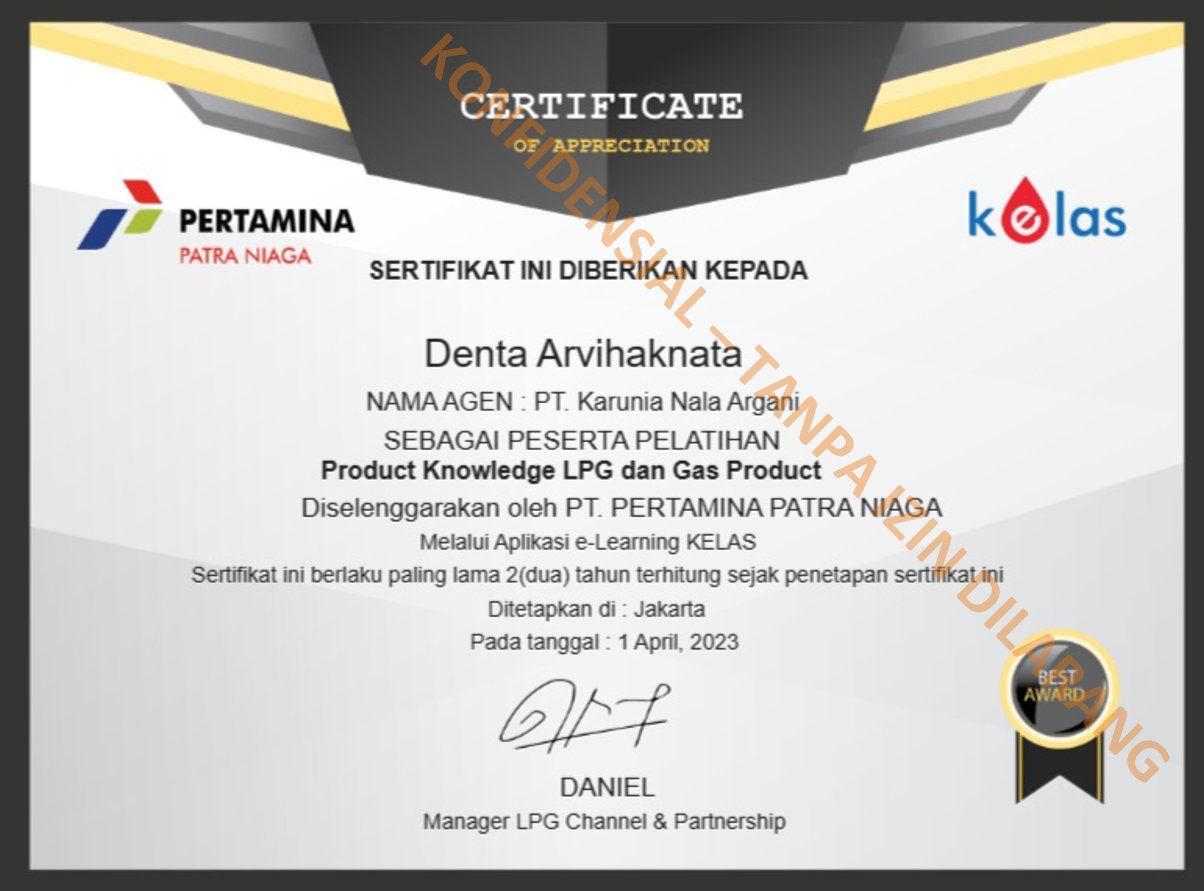 CERTIFICATE
OF APPRECIATION
PERTAMINA
PATRA NIAGA
kelas
SERTIFIKAT INI DIBERIKAN KEPADA
Denta Arvihaknata
NAMA AGEN : PT. Karunia Nala Argani
SEBAGAI PESERTA PELATIHAN
Product Knowledge LPG dan Gas Product
Diselenggarakan oleh PT. PERTAMINA PATRA NIAGA
Melalui Aplikasi e-Learning KELAS
Sertifikat ini berlaku paling lama 2(dua) tahun terhitung sejak penetapan sertifikat ini
Ditetapkan di : Jakarta
Pada tanggal : 1 April, 2023
BEST
AWARD
DANIEL
Manager LPG Channel & Partnership
KONFIDENSIAL – TANPA IZIN DILARANG